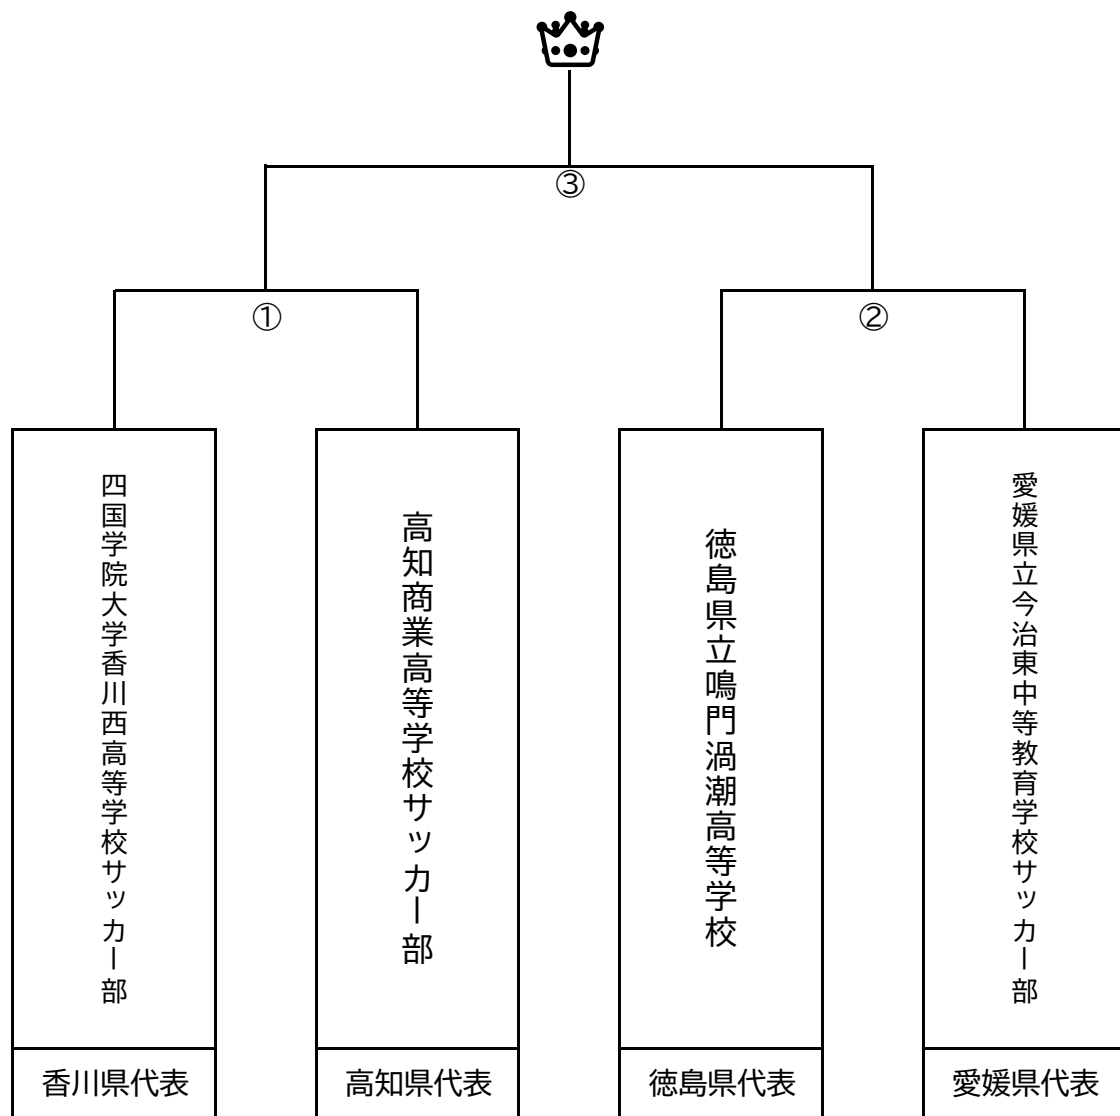 ③
①
②
四国学院大学香川西高等学校サッカー部
高知商業高等学校サッカー部
徳島県立鳴門渦潮高等学校
愛媛県立今治東中等教育学校サッカー部
香川県代表
高知県代表
徳島県代表
愛媛県代表